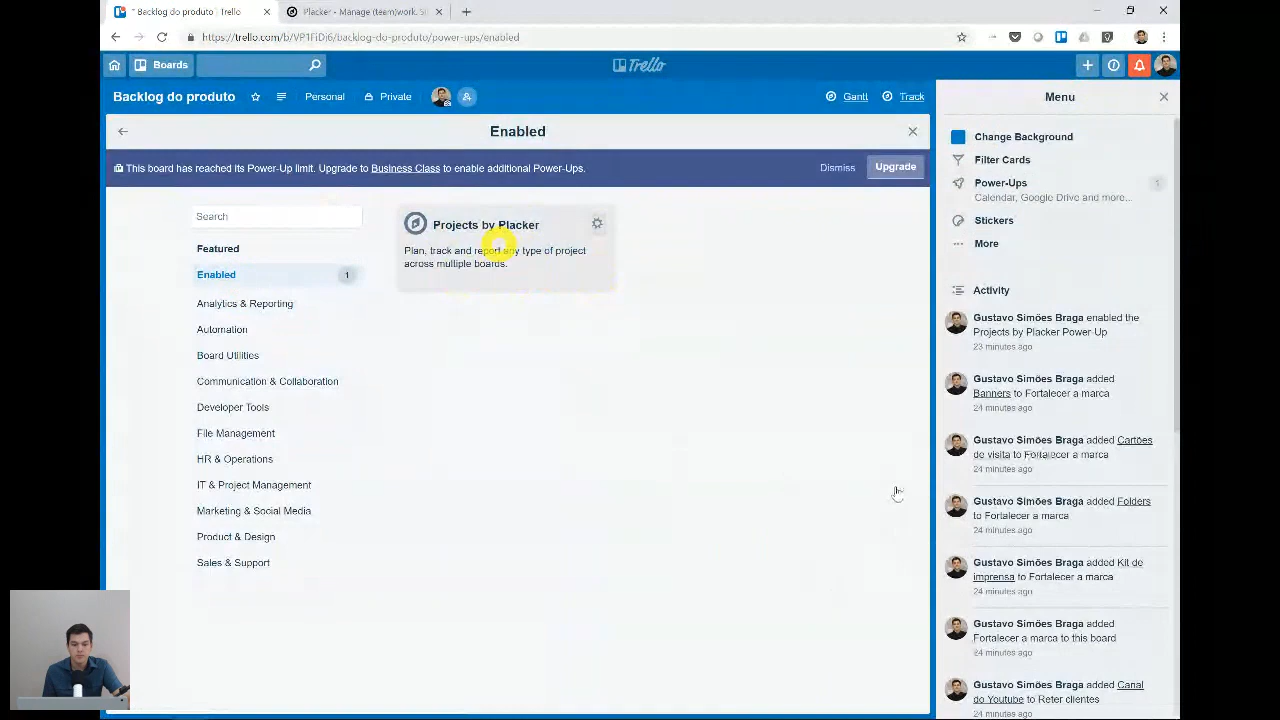 * Backlog do produto | Trello
Placker - Manage (team)work. Si
https://trello.com/b/VP1FiDj6/backlog-do-produto/power-ups/enabled
Boards
Trello
Backlog do produto
Personal
Private
Gantt
Track
Enabled
This board has reached its Power-Up limit. Upgrade to Business Class to enable additional Power-Ups.
Dismiss
Upgrade
Search
Featured
Enabled
1
Analytics & Reporting
Automation
Board Utilities
Communication & Collaboration
Developer Tools
File Management
HR & Operations
IT & Project Management
Marketing & Social Media
Product & Design
Sales & Support
Projects by Placker
Plan, track and report any type of project
across multiple boards.
Menu
Change Background
Filter Cards
Power-Ups
1
Calendar, Google Drive and more...
Stickers
More
Activity
Gustavo Simões Braga enabled the
Projects by Placker Power-Up
23 minutes ago
Gustavo Simões Braga added
Banners to Fortalecer a marca
24 minutes ago
Gustavo Simões Braga added Cartões
de visita to Fortalecer a marca
24 minutes ago
Gustavo Simões Braga added Folders
to Fortalecer a marca
24 minutes ago
Gustavo Simões Braga added Kit de
imprensa to Fortalecer a marca
24 minutes ago
Gustavo Simões Braga added
Fortalecer a marca to this board
24 minutes ago
Gustavo Simões Braga added Canal
do Youtube to Reter clientes
24 minutes ago